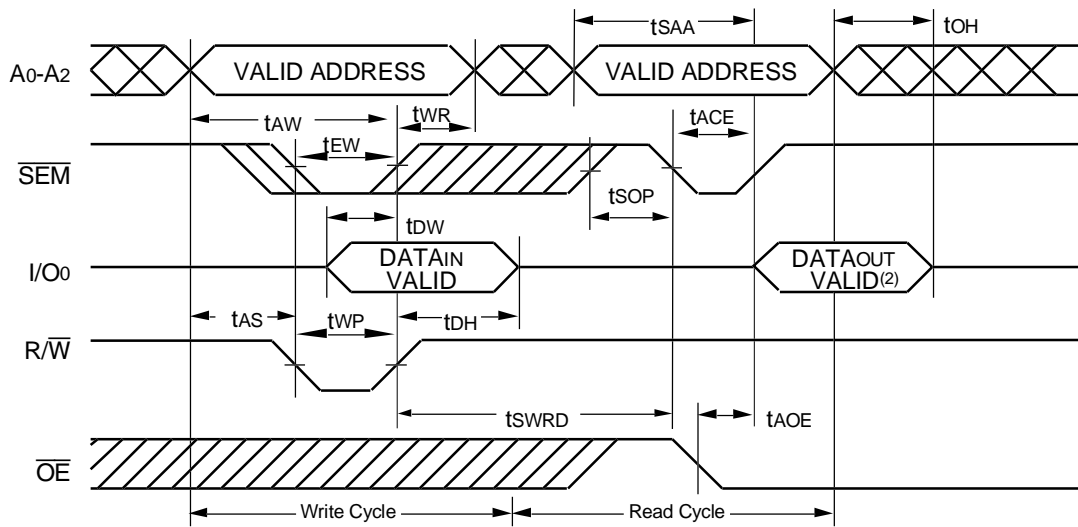 tSAA
tOH
A0-A2
VALID ADDRESS
VALID ADDRESS
tAW
tWR
tACE
tEW
SEM
tSOP
tDW
I/O0
DATAIN
VALID
DATAOUT
VALID(2)
tAS
tWP
tDH
R/W
tSWRD
tAOE
OE
Write Cycle
Read Cycle